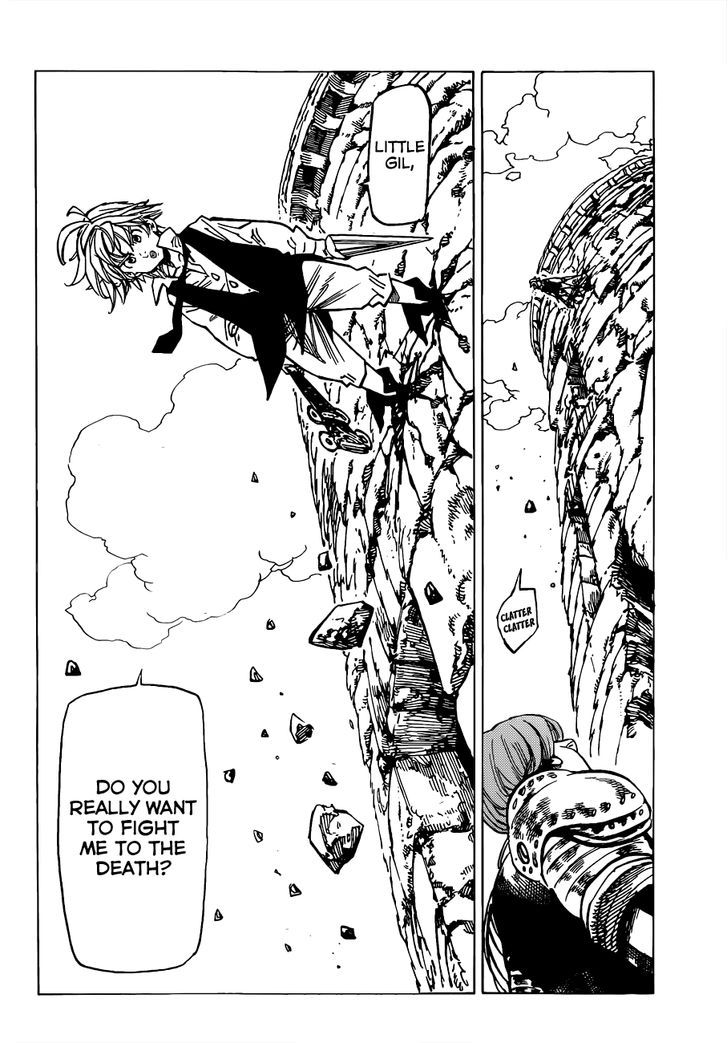 CLATTER
CLATTER
LITTLE
GIL,
DO YOU
REALLY WANT
TO FIGHT
ME TO THE
DEATH?